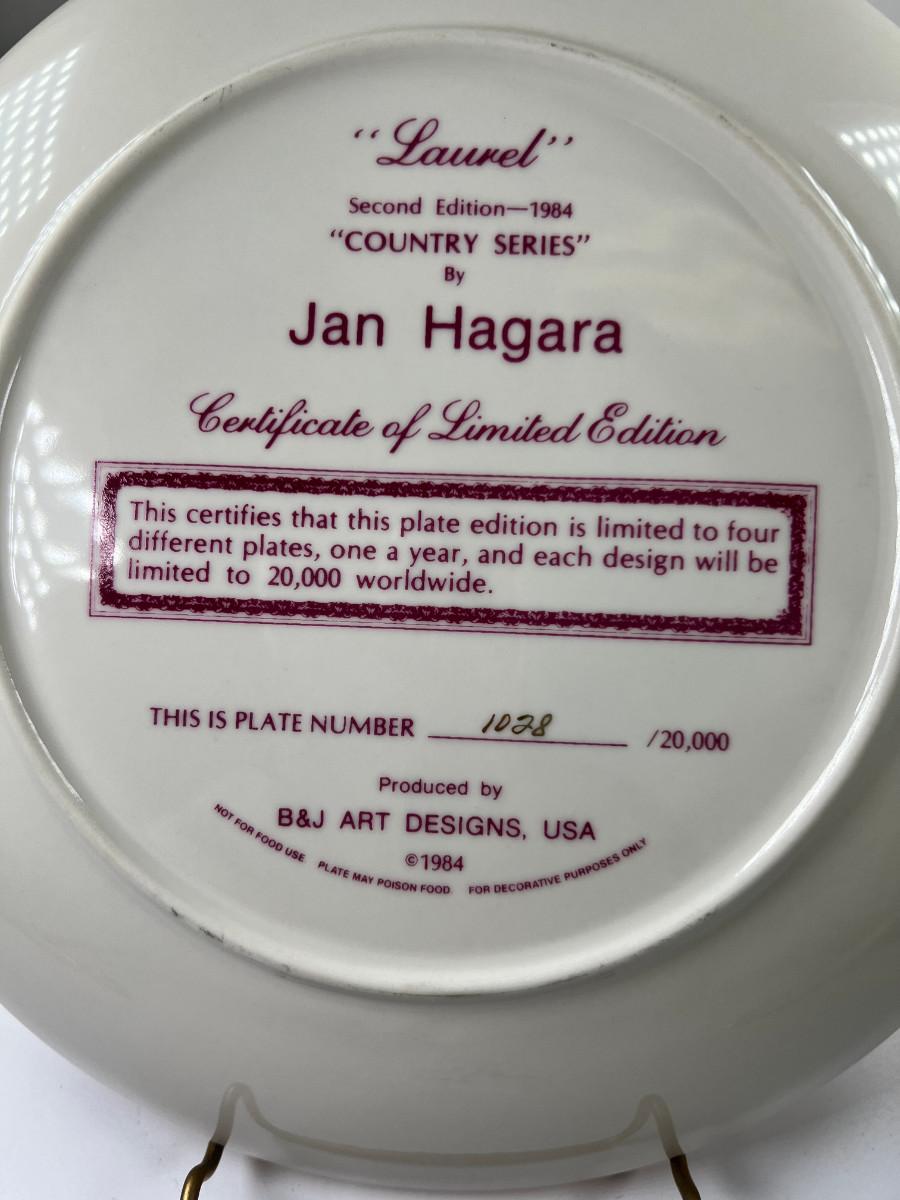 “Laurel”
Second Edition—1984
“COUNTRY SERIES”
By
Jan Hagara
Certificate of Limited Edition
This certifies that this plate edition is limited to four
different plates, one a year, and each design will be
limited to 20,000 worldwide.
THIS IS PLATE NUMBER 1028 /20,000
Produced by
B&J ART DESIGNS, USA
©1984
NOT FOR FOOD USE PLATE MAY POISON FOOD FOR DECORATIVE PURPOSES ONLY